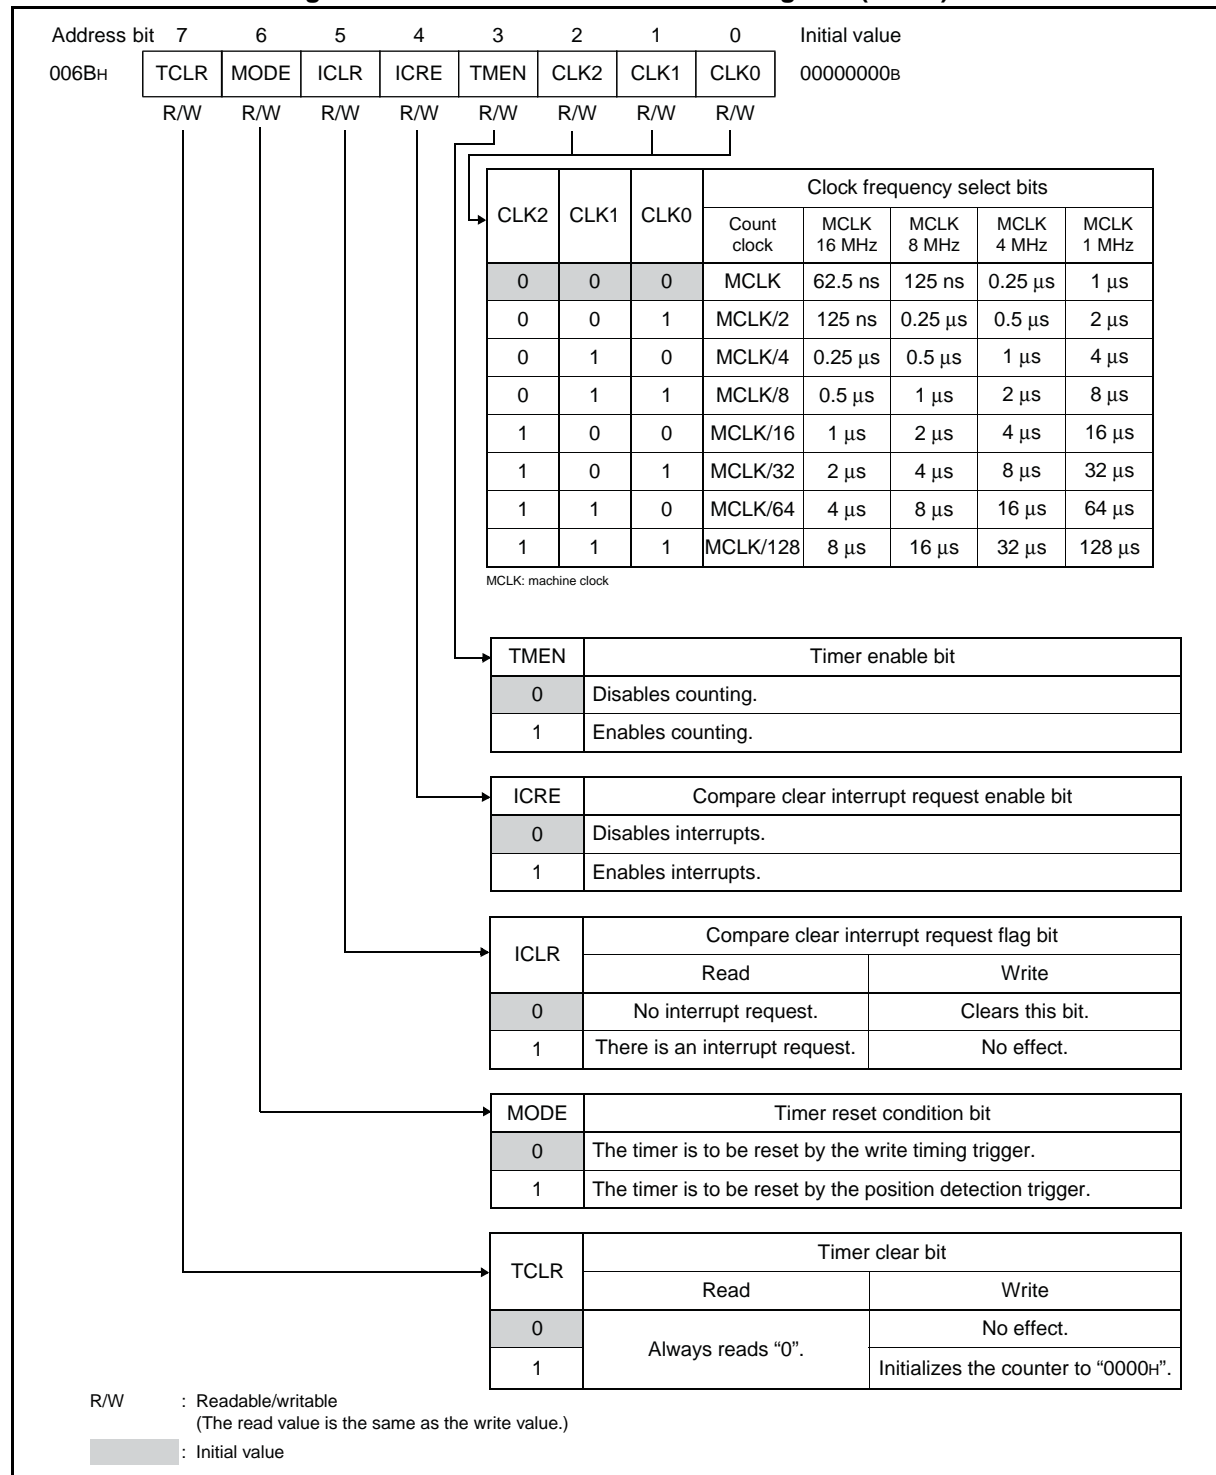 Address bit 7 6 5 4 3 2 1 0 Initial value
006BH TCLR MODE ICLR ICRE TMEN CLK2 CLK1 CLK0 00000000B
R/W R/W R/W R/W R/W R/W R/W R/W
CLK2 CLK1 CLK0 Clock frequency select bits
Count clock MCLK 16 MHz MCLK 8 MHz MCLK 4 MHz MCLK 1 MHz
0 0 0 MCLK 62.5 ns 125 ns 0.25 μs 1 μs
0 0 1 MCLK/2 125 ns 0.25 μs 0.5 μs 2 μs
0 1 0 MCLK/4 0.25 μs 0.5 μs 1 μs 4 μs
0 1 1 MCLK/8 0.5 μs 1 μs 2 μs 8 μs
1 0 0 MCLK/16 1 μs 2 μs 4 μs 16 μs
1 0 1 MCLK/32 2 μs 4 μs 8 μs 32 μs
1 1 0 MCLK/64 4 μs 8 μs 16 μs 64 μs
1 1 1 MCLK/128 8 μs 16 μs 32 μs 128 μs
MCLK: machine clock
TMEN Timer enable bit
0 Disables counting.
1 Enables counting.
ICRE Compare clear interrupt request enable bit
0 Disables interrupts.
1 Enables interrupts.
ICLR Compare clear interrupt request flag bit
Read Write
0 No interrupt request. Clears this bit.
1 There is an interrupt request. No effect.
MODE Timer reset condition bit
0 The timer is to be reset by the write timing trigger.
1 The timer is to be reset by the position detection trigger.
TCLR Timer clear bit
Read Write
0 Always reads “0”. No effect.
1 Initializes the counter to “0000H”.
R/W : Readable/writable
(The read value is the same as the write value.)
: Initial value